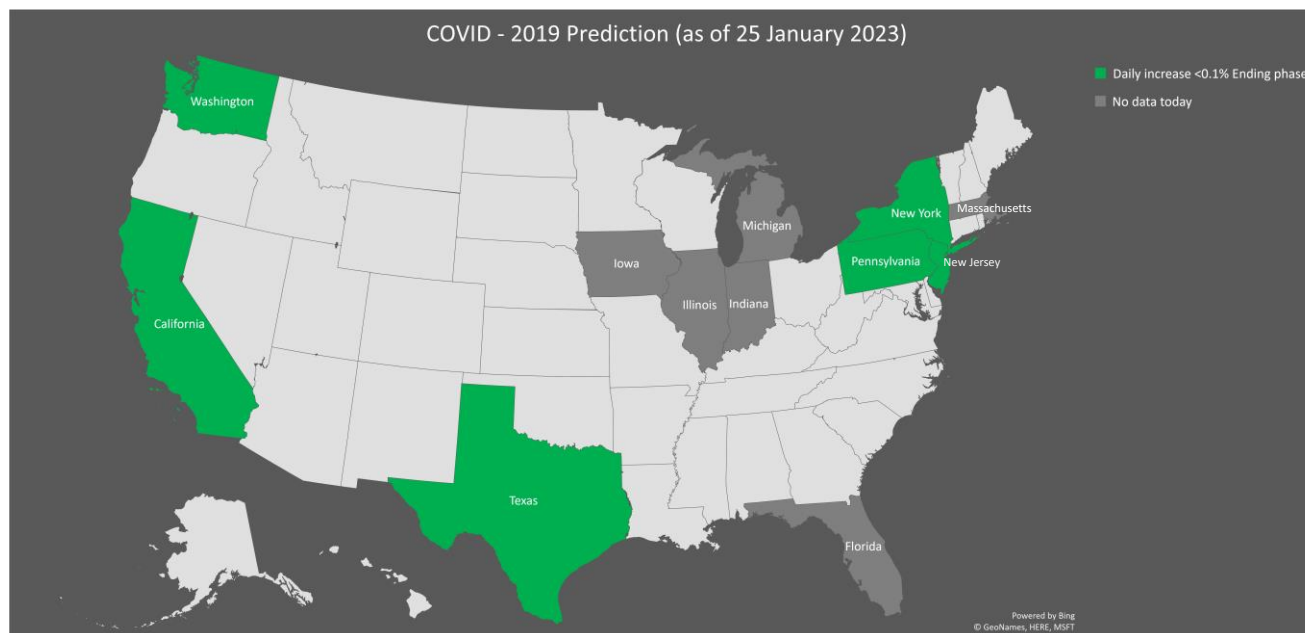 COVID - 2019 Prediction (as of 25 January 2023)
Daily increase <0.1% Ending phase
No data today
Washington
New York
Massachusetts
Michigan
Pennsylvania
New Jersey
Iowa
Illinois
Indiana
California
Texas
Florida
Powered by Bing
© GeoNames, HERE, MSFT